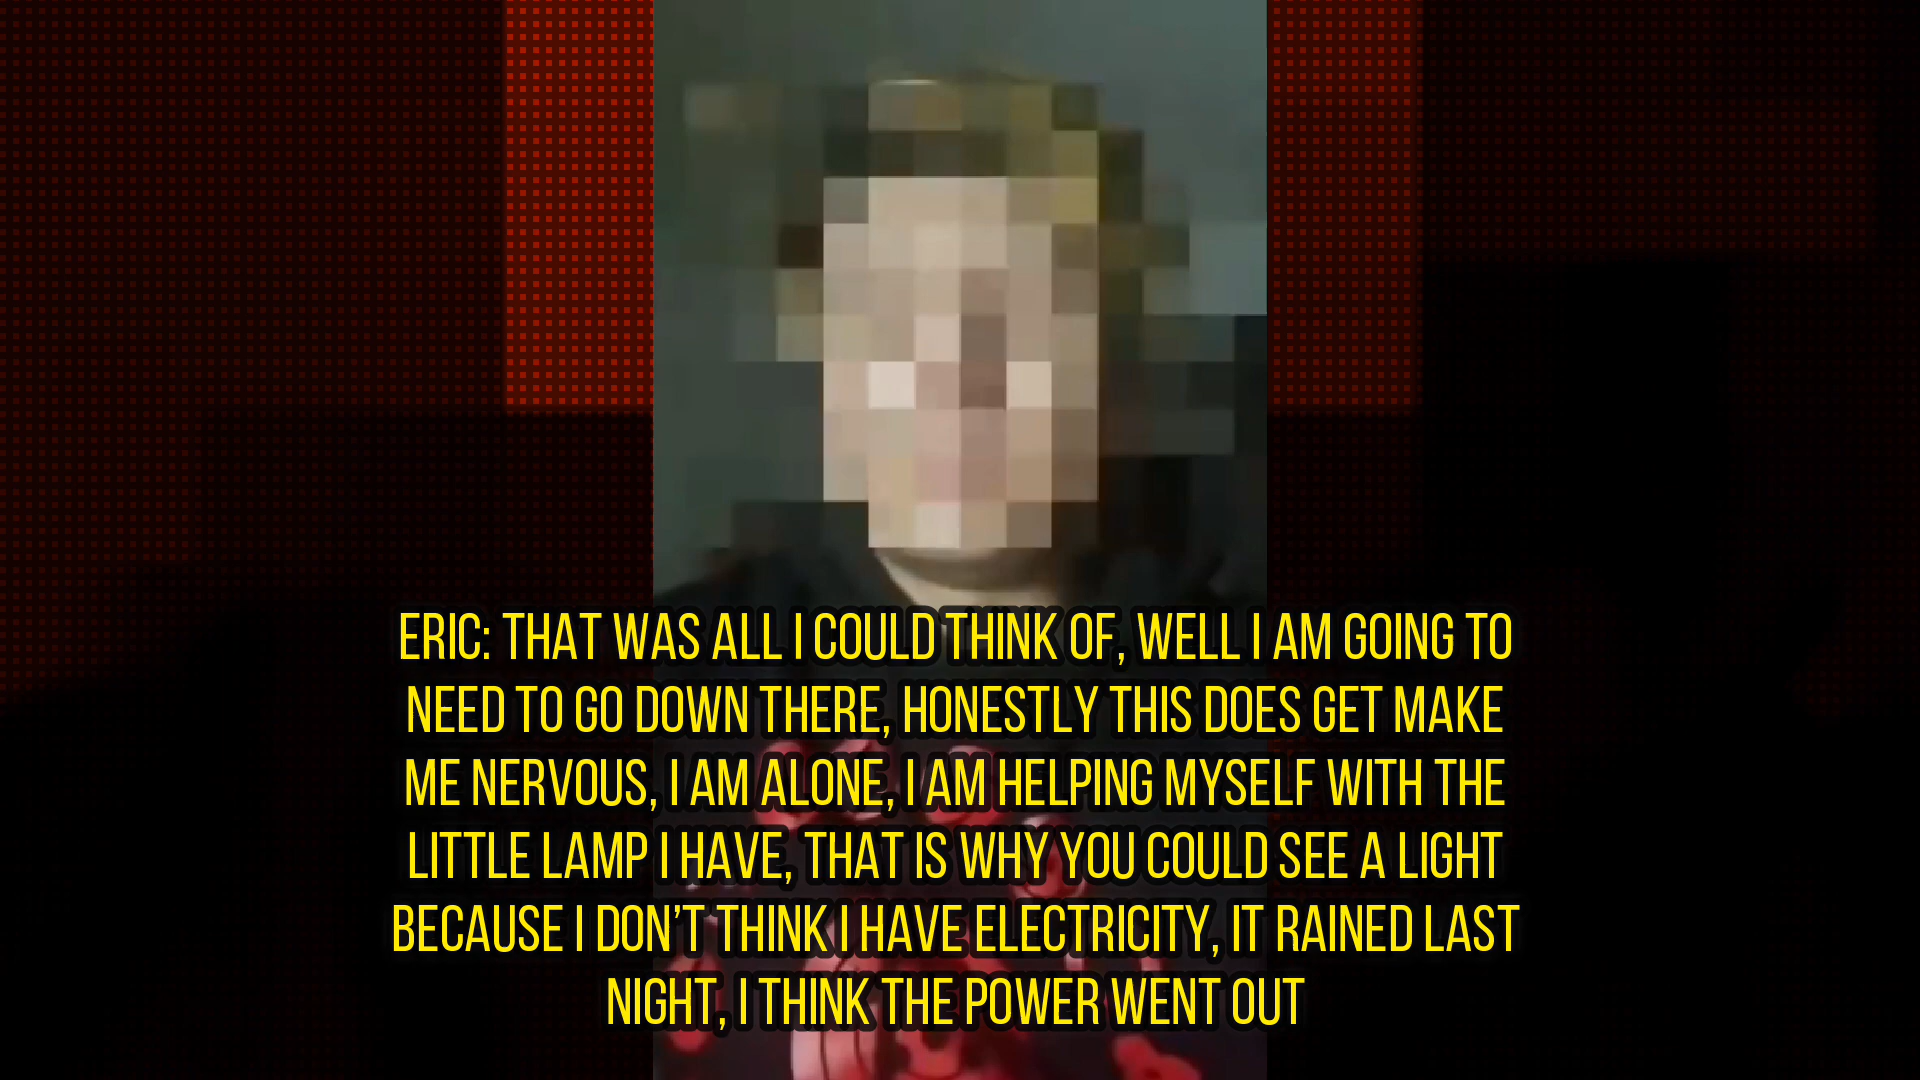 ERIC: THAT WAS ALL I COULD THINK OF, WELL I AM GOING TO
NEED TO GO DOWN THERE, HONESTLY THIS DOES GET MAKE
ME NERVOUS, I AM ALONE, I AM HELPING MYSELF WITH THE
LITTLE LAMP I HAVE, THAT IS WHY YOU COULD SEE A LIGHT
BECAUSE I DON’T THINK I HAVE ELECTRICITY, IT RAINED LAST
NIGHT, I THINK THE POWER WENT OUT